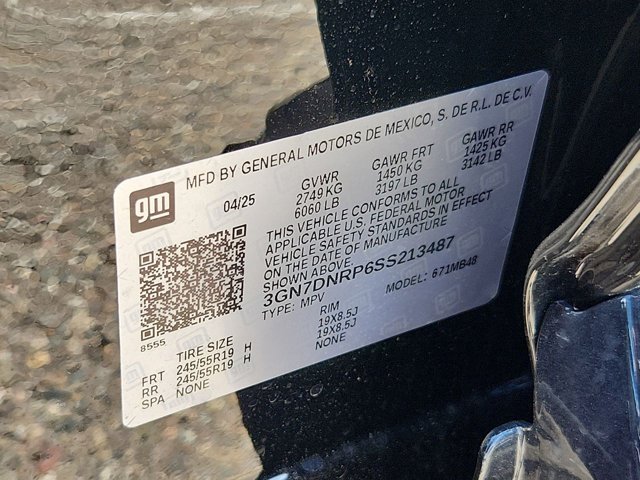 gm
MFD BY GENERAL MOTORS DE MEXICO, S. DE R.L. DE C.V.
04/25
GVWR
2749 KG
6060 LB
GAWR FRT
1450 KG
3197 LB
GAWR RR
1425 KG
3142 LB
THIS VEHICLE CONFORMS TO ALL
APPLICABLE U.S. FEDERAL MOTOR
VEHICLE SAFETY STANDARDS IN EFFECT
ON THE DATE OF MANUFACTURE
SHOWN ABOVE.
3GN7DNRP6SS213487
TYPE: MPV
MODEL: 671MB48
8555
TIRE SIZE
RIM
FRT 245/55R19 H 19X8.5J
RR 245/55R19 H 19X8.5J
SPA NONE NONE